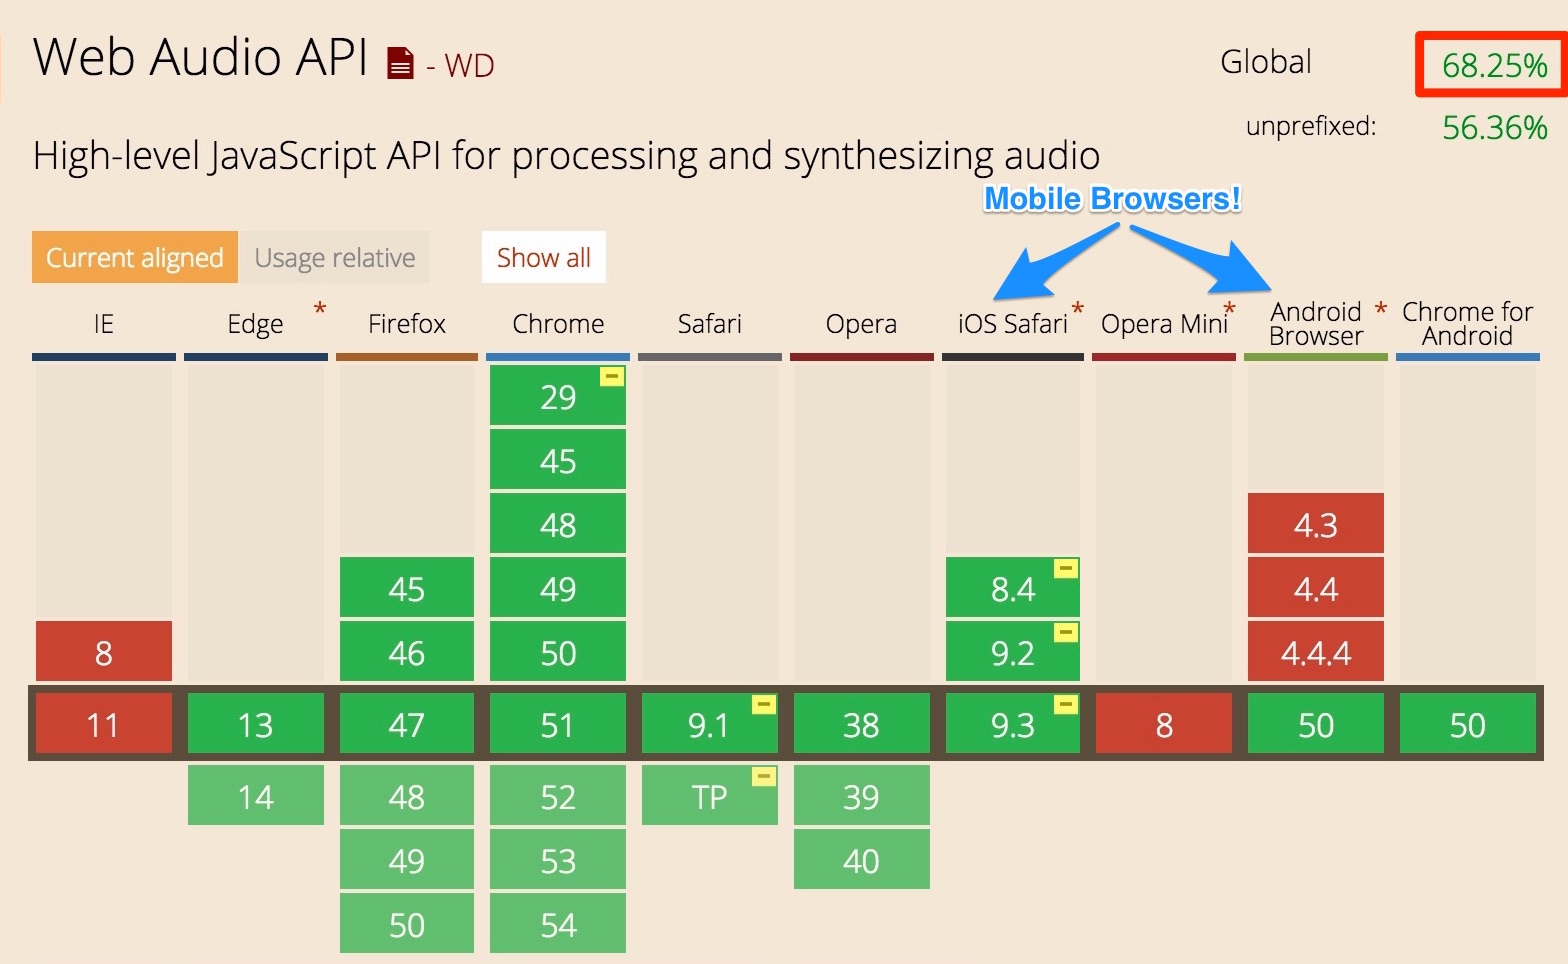 Web Audio API - WD
Global 68.25%
unprefixed: 56.36%
High-level JavaScript API for processing and synthesizing audio
Mobile Browsers!
Current aligned Usage relative Show all
IE Edge * Firefox Chrome Safari Opera iOS Safari * Opera Mini * Android Browser * Chrome for Android
29
45
48 4.3
45 49 8.4 4.4
8 46 50 9.2 4.4.4
11 13 47 51 9.1 38 9.3 8 50 50
14 48 52 TP 39
49 53 40
50 54